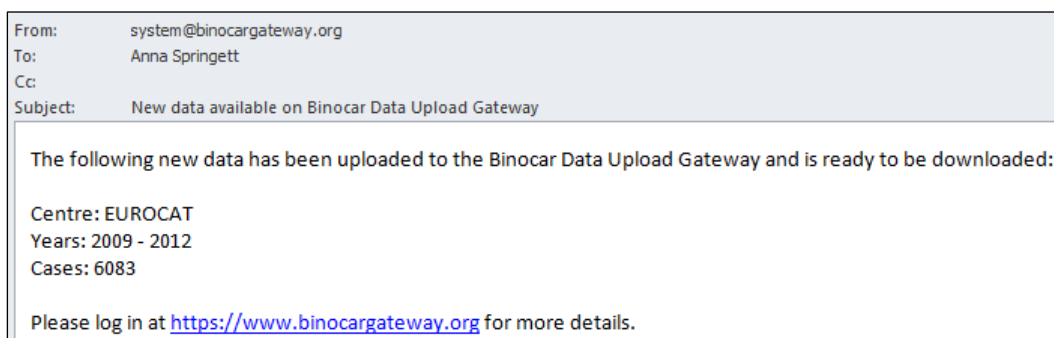 From: system@binocargateway.org
To: Anna Springett
Cc:
Subject: New data available on Binocar Data Upload Gateway
The following new data has been uploaded to the Binocar Data Upload Gateway and is ready to be downloaded:
Centre: EUROCAT
Years: 2009 - 2012
Cases: 6083
Please log in at https://www.binocargateway.org for more details.